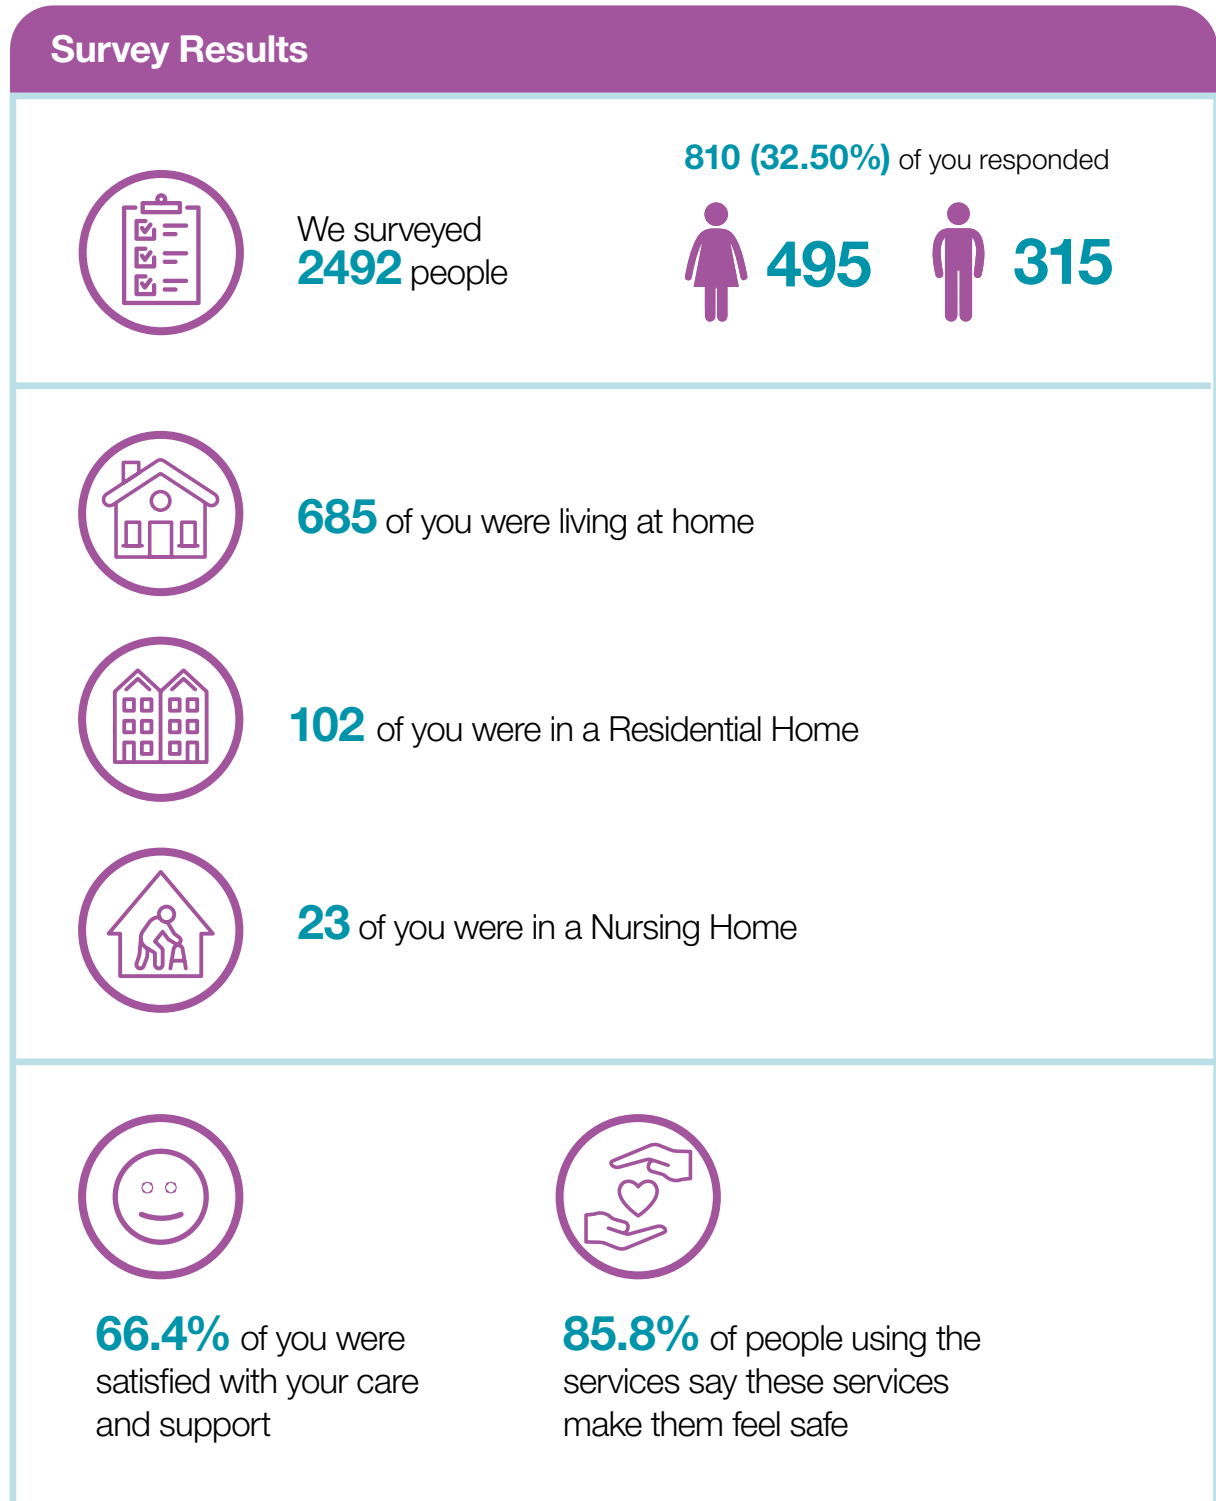 Survey Results
We surveyed
2492 people
810 (32.50%) of you responded
495
315
685 of you were living at home
102 of you were in a Residential Home
23 of you were in a Nursing Home
66.4% of you were
satisfied with your care
and support
85.8% of people using the
services say these services
make them feel safe